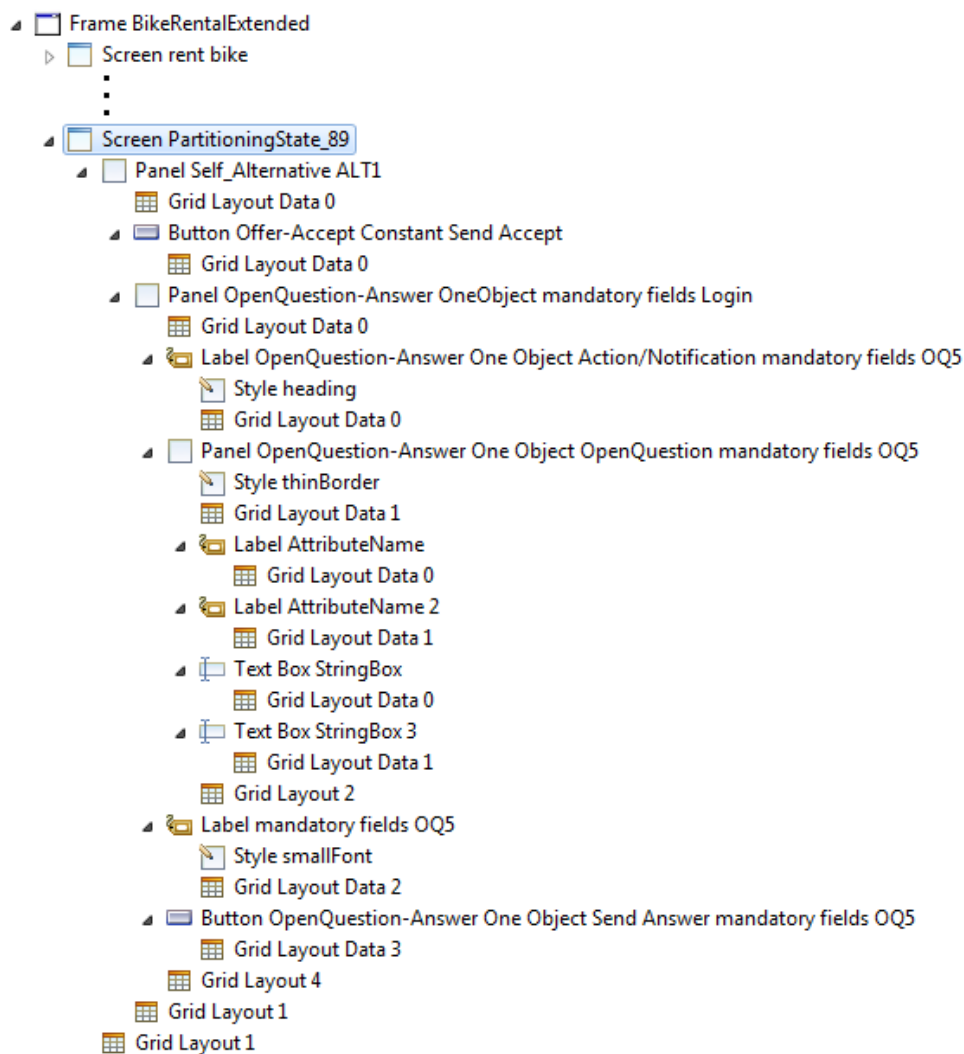 Frame BikeRentalExtended
Screen rent bike
Screen PartitioningState_89
Panel Self_Alternative ALT1
Grid Layout Data 0
Button Offer-Accept Constant Send Accept
Grid Layout Data 0
Panel OpenQuestion-Answer OneObject mandatory fields Login
Grid Layout Data 0
Label OpenQuestion-Answer One Object Action/Notification mandatory fields OQ5
Style heading
Grid Layout Data 0
Panel OpenQuestion-Answer One Object OpenQuestion mandatory fields OQ5
Style thinBorder
Grid Layout Data 1
Label AttributeName
Grid Layout Data 0
Label AttributeName 2
Grid Layout Data 1
Text Box StringBox
Grid Layout Data 0
Text Box StringBox 3
Grid Layout Data 1
Grid Layout 2
Label mandatory fields OQ5
Style smallFont
Grid Layout Data 2
Button OpenQuestion-Answer One Object Send Answer mandatory fields OQ5
Grid Layout Data 3
Grid Layout 4
Grid Layout 1
Grid Layout 1